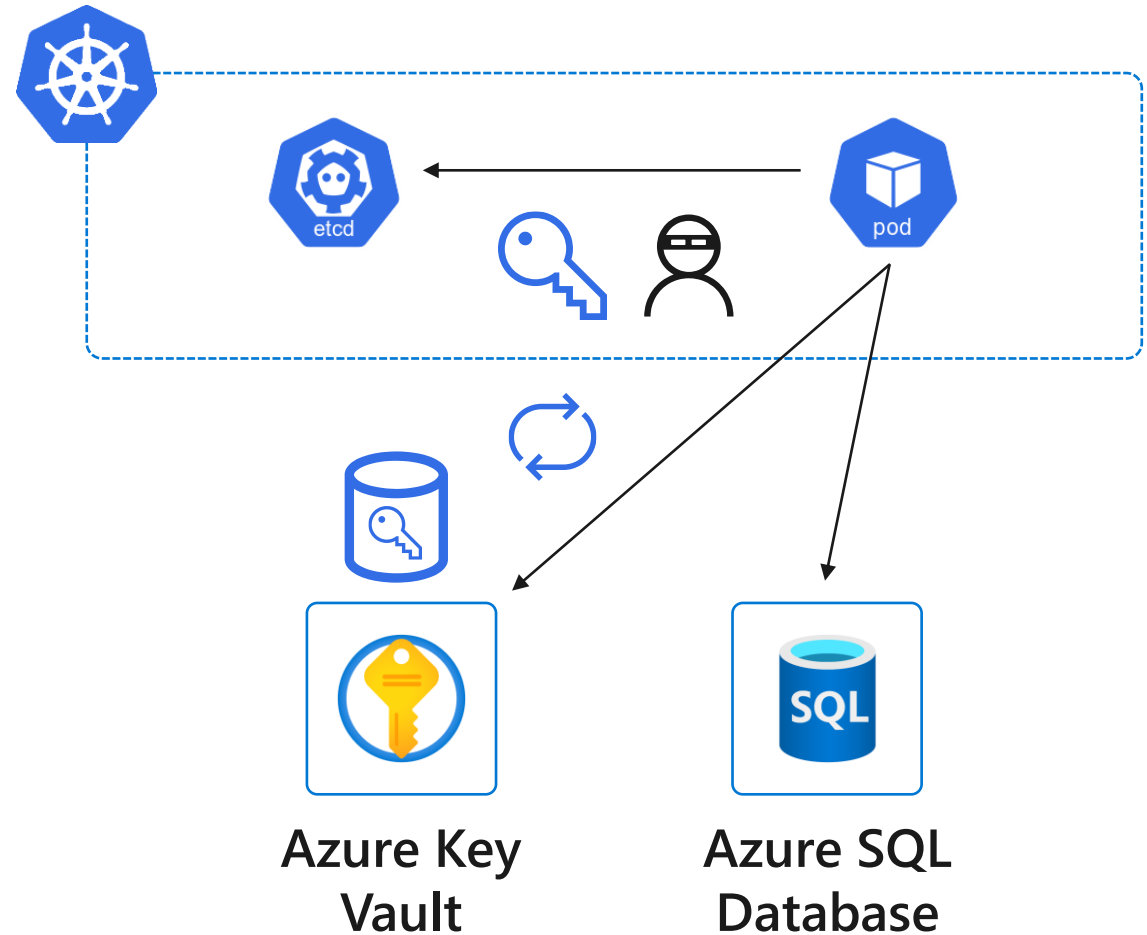 etcd
pod
SQL
Azure Key
Vault
Azure SQL
Database